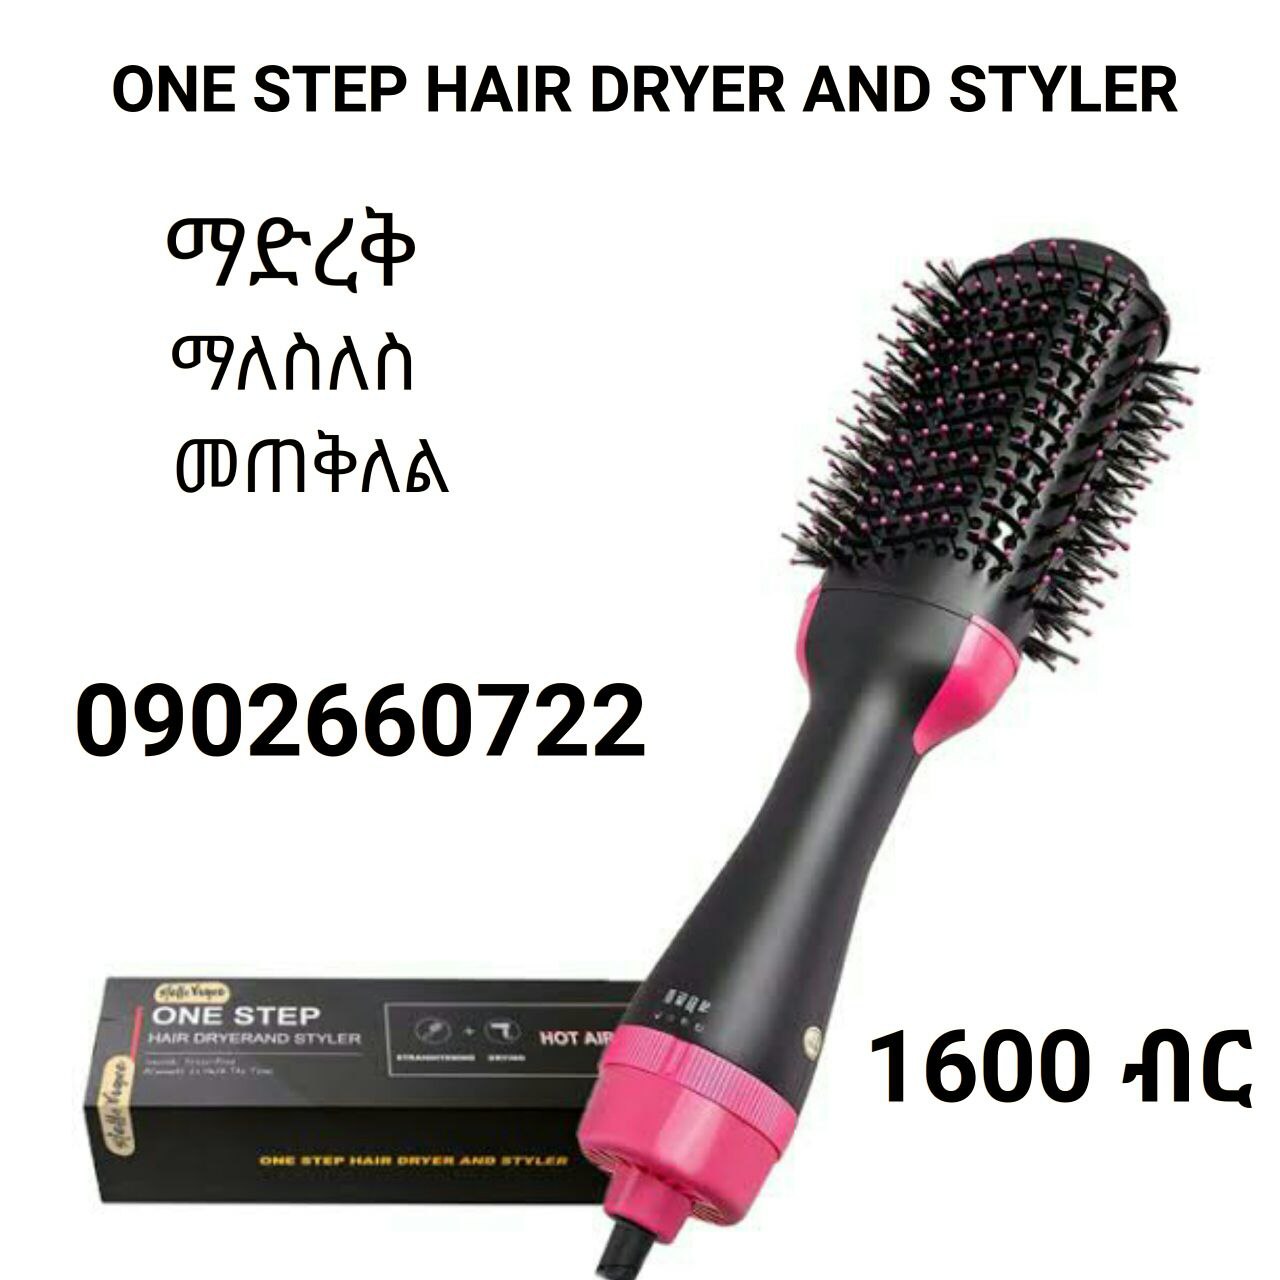 ONE STEP HAIR DRYER AND STYLER
ማድረቅ
ማለስለስ
መጠቅለል
0902660722
1600 ብር
ONE STEP
HAIR DRYERAND STYLER
STRAIGHTENING + DRYING
HOT AIR
ONE STEP HAIR DRYER AND STYLER